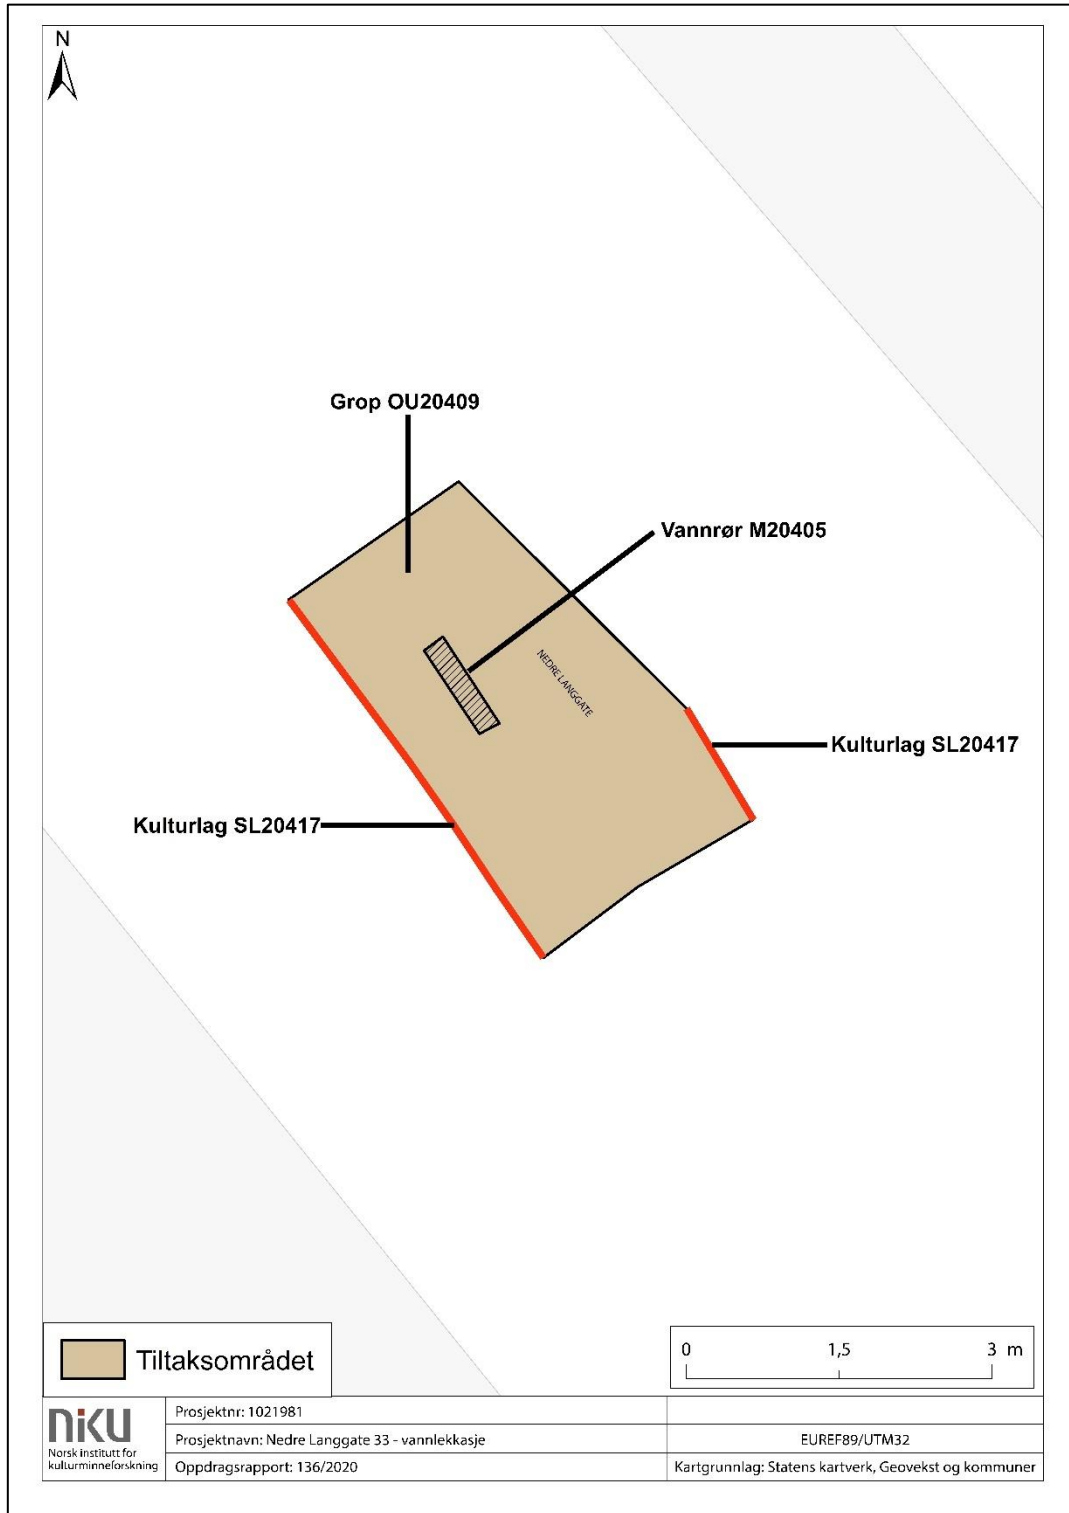 N
Grop OU20409
Vannrør M20405
NEDRE LANGGATE
Kulturlag SL20417
Kulturlag SL20417
Tiltaksområdet
0 1,5 3 m
niku
Norsk institutt for
kulturminneforskning
Prosjektnr: 1021981
Prosjektnavn: Nedre Langgate 33 - vannlekkasje
EUREF89/UTM32
Oppdragsrapport: 136/2020
Kartgrunnlag: Statens kartverk, Geovekst og kommuner